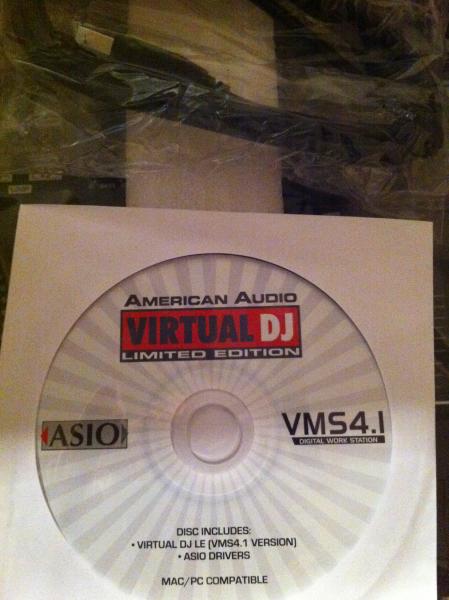 AMERICAN AUDIO
VIRTUAL DJ
LIMITED EDITION
ASIO
VMS4.1
DIGITAL WORK STATION
DISC INCLUDES:
• VIRTUAL DJ LE (VMS4.1 VERSION)
• ASIO DRIVERS
MAC/PC COMPATIBLE